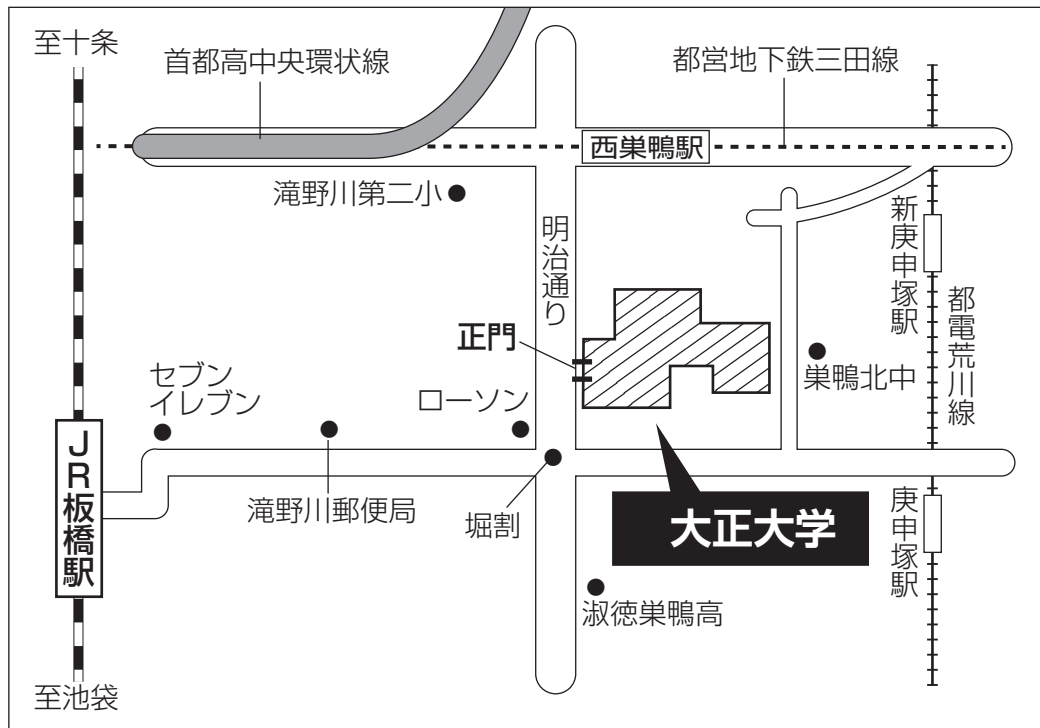 至十条
首都高中央環状線
都営地下鉄三田線
西巣鴨駅
滝野川第二小
明治通り
新庚申塚駅
都電荒川線
正門
巣鴨北中
セブン
イレブン
ローソン
JR板橋駅
滝野川郵便局
堀割
大正大学
庚申塚駅
淑徳巣鴨高
至池袋